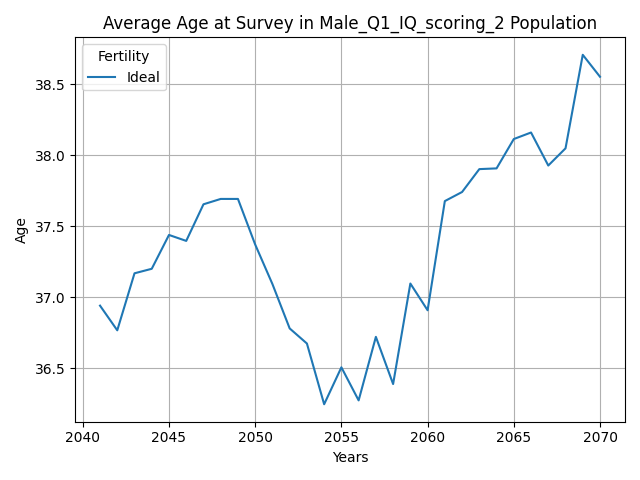 Average Age at Survey in Male_Q1_IQ_scoring_2 Population
Fertility
Ideal
38.5
38.0
37.5
37.0
36.5
Age
2040 2045 2050 2055 2060 2065 2070
Years